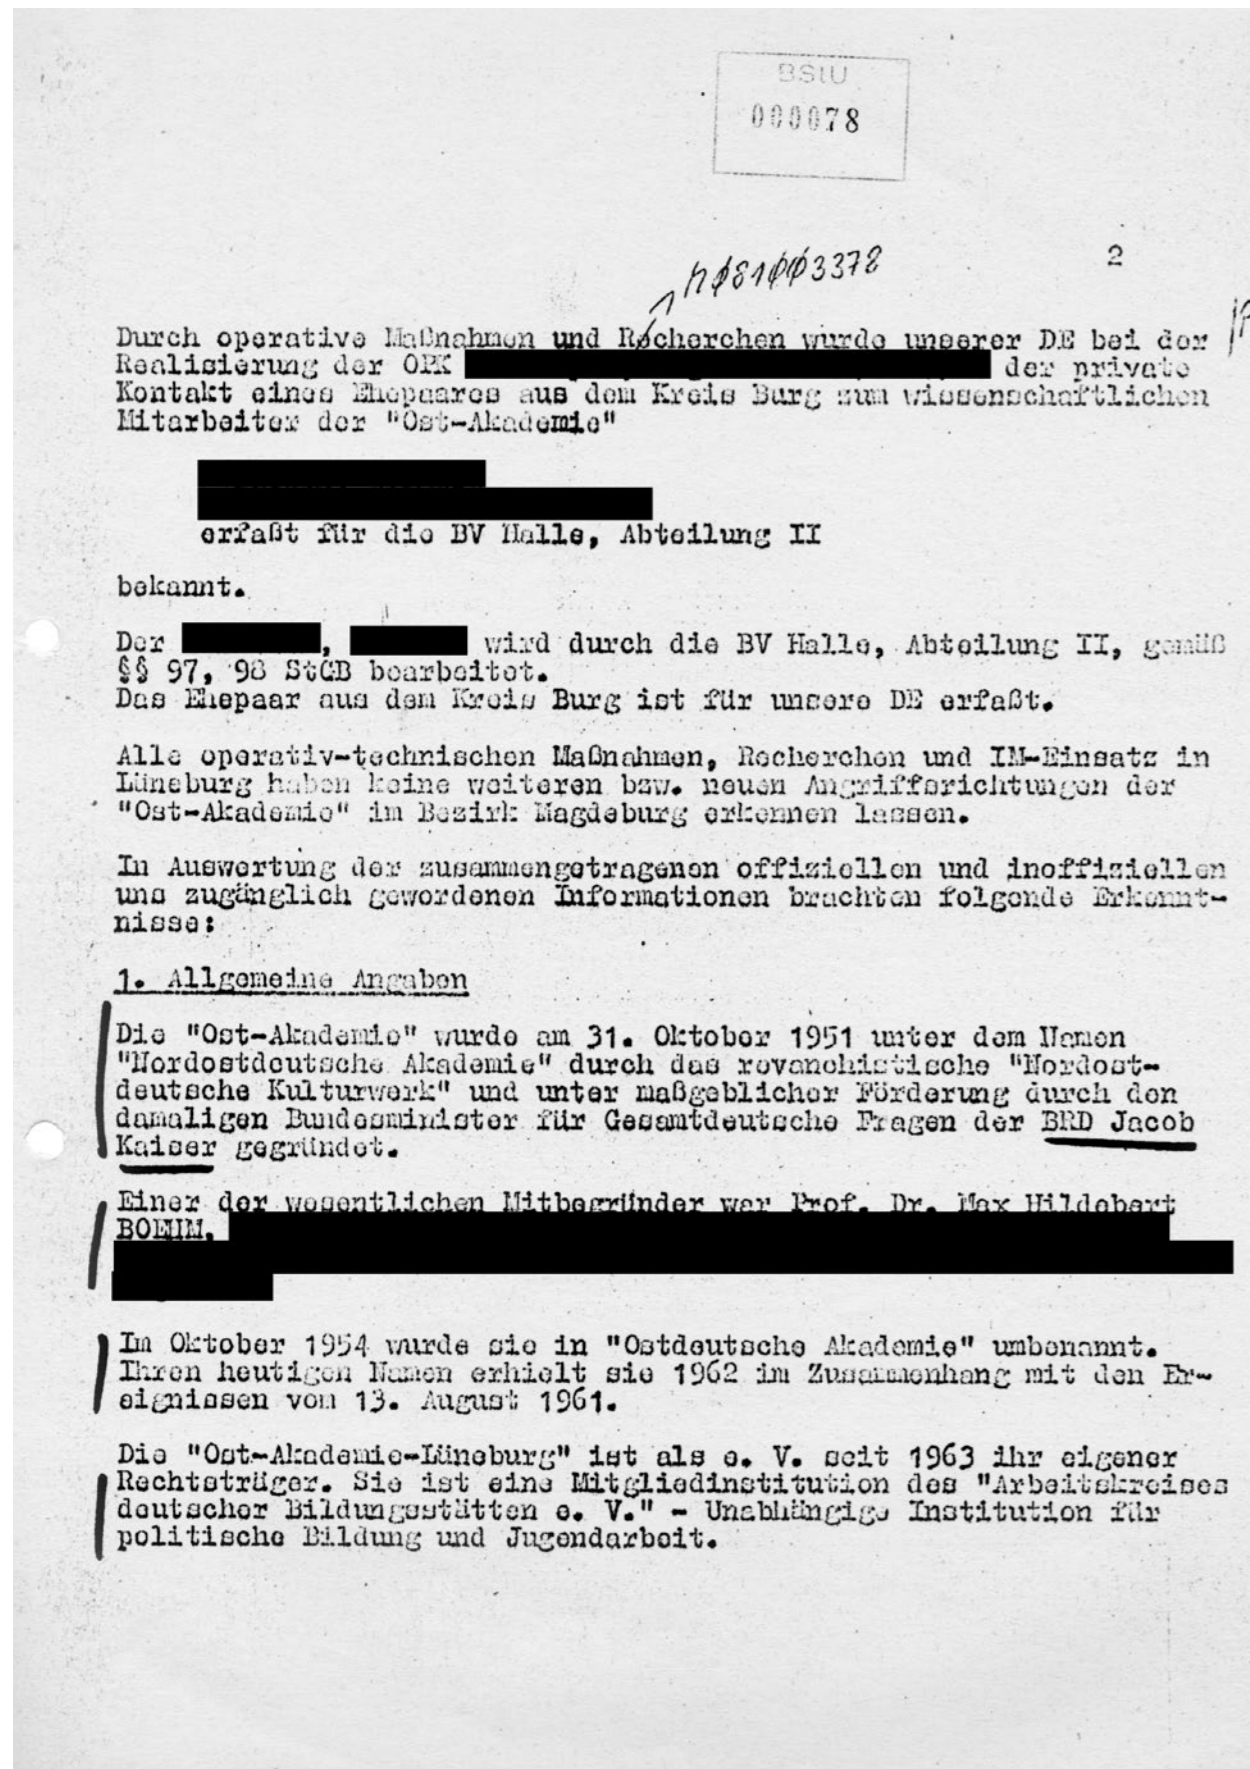 BStU
000078
2
Durch operative Maßnahmen und Recherchen wurde unserer DE bei der
Realisierung der OPK der private
Kontakt eines Ehepaares aus dem Kreis Burg zum wissenschaftlichen
Mitarbeiter der "Ost-Akademie"
erfaßt für die BV Halle, Abteilung II
bekannt.
Der , wird durch die BV Halle, Abteilung II, gemäß
§§ 97, 98 StGB bearbeitet.
Das Ehepaar aus dem Kreis Burg ist für unsere DE erfaßt.
Alle operativ-technischen Maßnahmen, Recherchen und IM-Einsatz in
Lüneburg haben keine weiteren bzw. neuen Angriffsrichtungen der
"Ost-Akademie" im Bezirk Magdeburg erkennen lassen.
In Auswertung der zusammengetragenen offiziellen und inoffiziellen
uns zugänglich gewordenen Informationen brachten folgende Erkennt-
nisse:
1. Allgemeine Angaben
Die "Ost-Akademie" wurde am 31. Oktober 1951 unter dem Namen
"Nordostdeutsche Akademie" durch das revanchistische "Nordost-
deutsche Kulturwerk" und unter maßgeblicher Förderung durch den
damaligen Bundesminister für Gesamtdeutsche Fragen der BRD Jacob
Kaiser gegründet.
Einer der wesentlichen Mitbegründer war Prof. Dr. Max Hildebert
BOEHM.
Im Oktober 1954 wurde sie in "Ostdeutsche Akademie" umbenannt.
Ihren heutigen Namen erhielt sie 1962 im Zusammenhang mit den Er-
eignissen vom 13. August 1961.
Die "Ost-Akademie-Lüneburg" ist als e. V. seit 1963 ihr eigener
Rechtsträger. Sie ist eine Mitgliedinstitution des "Arbeitskreises
deutscher Bildungsstätten e. V." - Unabhängige Institution für
politische Bildung und Jugendarbeit.